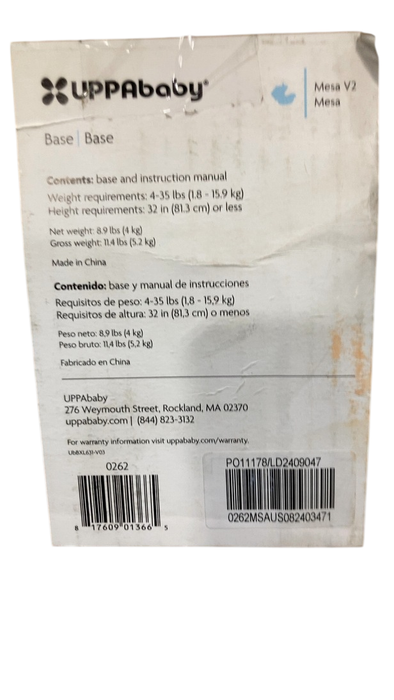 UPPAbaby
Mesa V2
Mesa
Base | Base
Contents: base and instruction manual
Weight requirements: 4-35 lbs (1.8 - 15.9 kg)
Height requirements: 32 in (81.3 cm) or less
Net weight: 8.9 lbs (4 kg)
Gross weight: 11.4 lbs (5.2 kg)
Made in China
Contenido: base y manual de instrucciones
Requisitos de peso: 4-35 lbs (1,8 - 15,9 kg)
Requisitos de altura: 32 in (81,3 cm) o menos
Peso neto: 8,9 lbs (4 kg)
Peso bruto: 11,4 lbs (5,2 kg)
Fabricado en China
UPPAbaby
276 Weymouth Street, Rockland, MA 02370
uppababy.com | (844) 823-3132
For warranty information visit uppababy.com/warranty.
0262
8 17609 01366 5
PO11178/LD2409047
0262MSAUS082403471